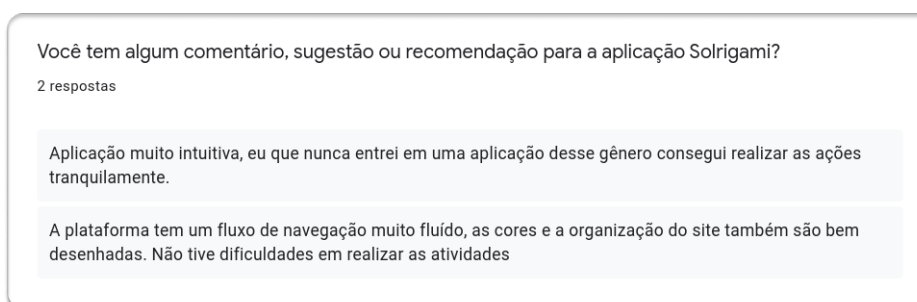 Você tem algum comentário, sugestão ou recomendação para a aplicação Solrigami?
2 respostas
Aplicação muito intuitiva, eu que nunca entrei em uma aplicação desse gênero consegui realizar as ações
tranquilamente.
A plataforma tem um fluxo de navegação muito fluído, as cores e a organização do site também são bem
desenhadas. Não tive dificuldades em realizar as atividades